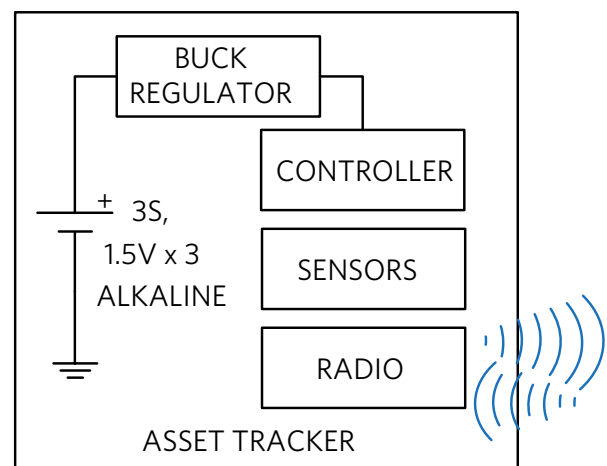 BUCK
REGULATOR
CONTROLLER
+ 3S,
1.5V x 3
ALKALINE
SENSORS
RADIO
ASSET TRACKER